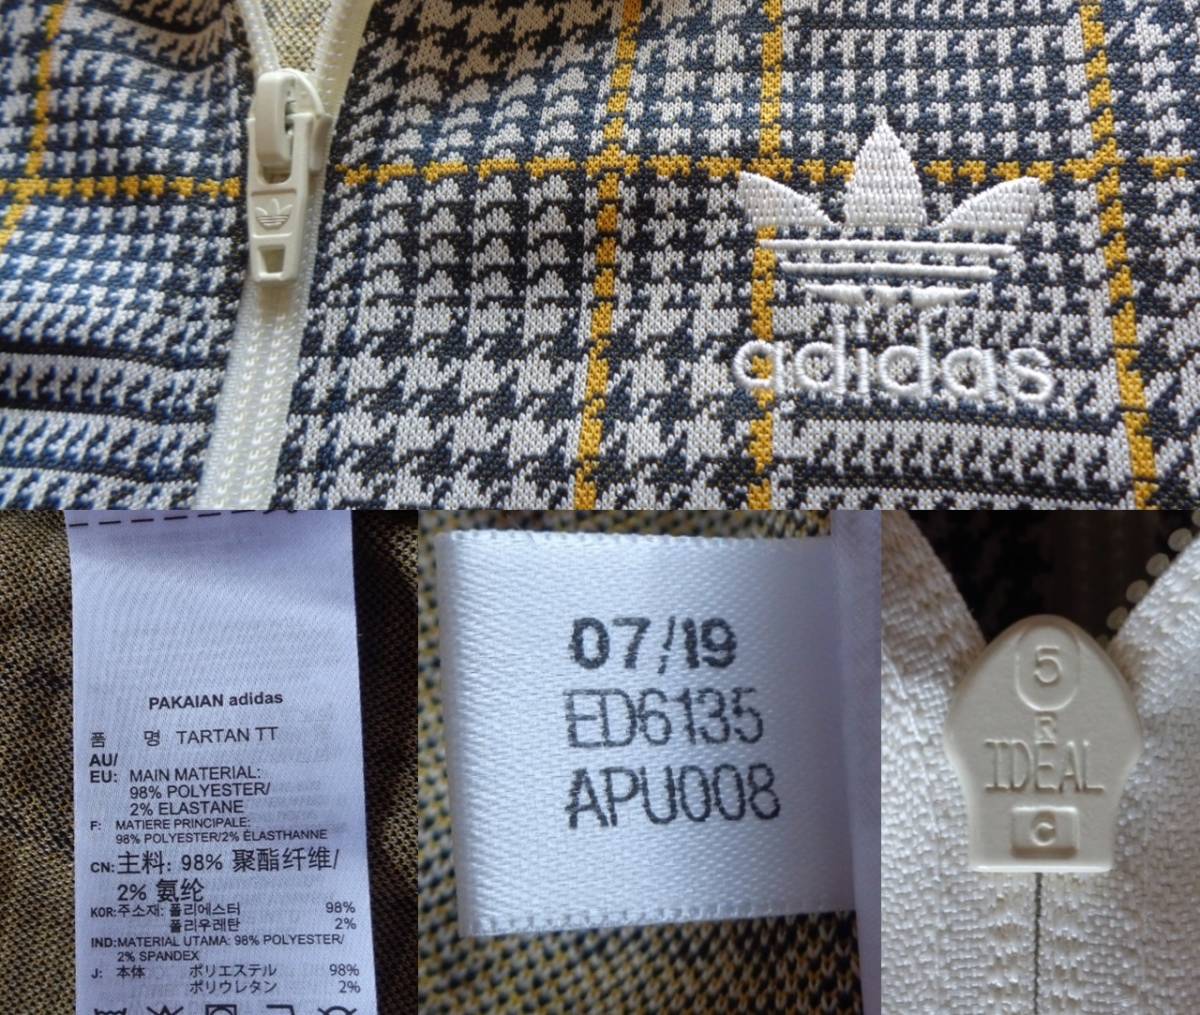 adidas
PAKAIAN adidas
品 名 TARTAN TT
AU/
EU: MAIN MATERIAL:
98% POLYESTER/
2% ELASTANE
F: MATIERE PRINCIPALE:
98% POLYESTER/2% ÉLASTHANNE
CN: 主料: 98% 聚酯纤维/
2% 氨纶
KOR: 주소재: 폴리에스터 98%
폴리우레탄 2%
IND: MATERIAL UTAMA: 98% POLYESTER/
2% SPANDEX
J: 本体 ポリエステル 98%
ポリウレタン 2%
07/19
ED6135
APU008
5
R
IDEAL
C